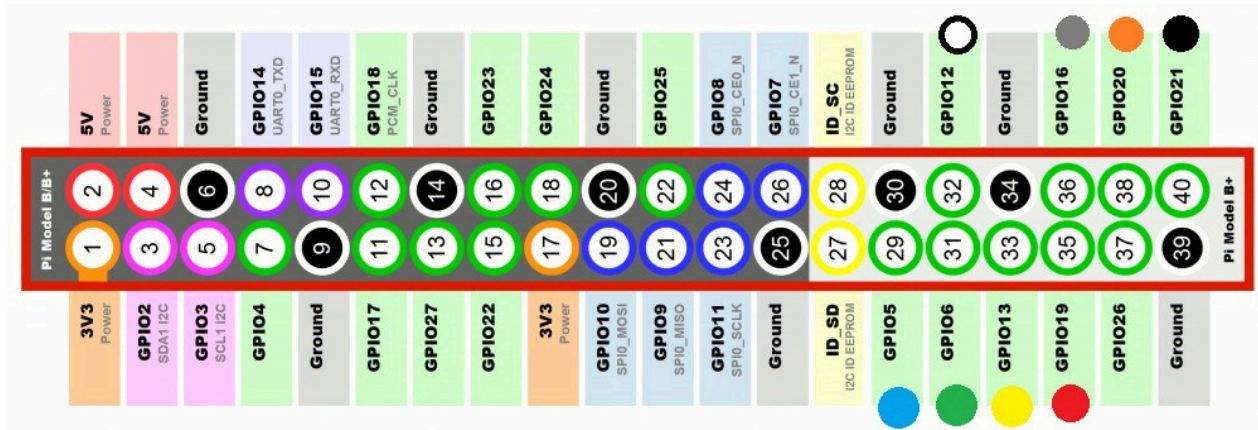 5V
Power
5V
Power
Ground
GPIO14
UART0_TXD
GPIO15
UART0_RXD
GPIO18
PCM_CLK
Ground
GPIO23
GPIO24
Ground
GPIO25
GPIO8
SPI0_CE0_N
GPIO7
SPI0_CE1_N
ID_SC
I2C ID EEPROM
Ground
GPIO12
Ground
GPIO16
GPIO20
GPIO21
Pi Model B/B+
2
4
6
8
10
12
14
16
18
20
22
24
26
28
30
32
34
36
38
40
1
3
5
7
9
11
13
15
17
19
21
23
25
27
29
31
33
35
37
39
Pi Model B+
3V3
Power
GPIO2
SDA1 I2C
GPIO3
SCL1 I2C
GPIO4
Ground
GPIO17
GPIO27
GPIO22
3V3
Power
GPIO10
SPI0_MOSI
GPIO9
SPI0_MISO
GPIO11
SPI0_SCLK
Ground
ID_SD
I2C ID EEPROM
GPIO5
GPIO6
GPIO13
GPIO19
GPIO26
Ground